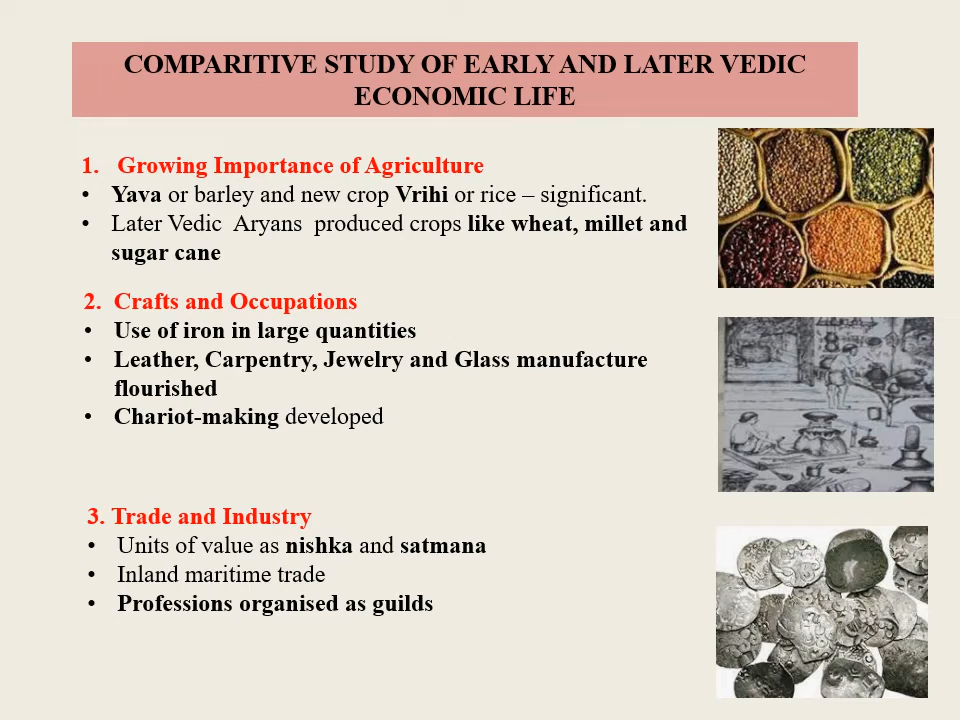 COMPARITIVE STUDY OF EARLY AND LATER VEDIC
ECONOMIC LIFE
1. Growing Importance of Agriculture
• Yava or barley and new crop Vrihi or rice – significant.
• Later Vedic Aryans produced crops like wheat, millet and
sugar cane
2. Crafts and Occupations
• Use of iron in large quantities
• Leather, Carpentry, Jewelry and Glass manufacture
flourished
• Chariot-making developed
3. Trade and Industry
• Units of value as nishka and satmana
• Inland maritime trade
• Professions organised as guilds